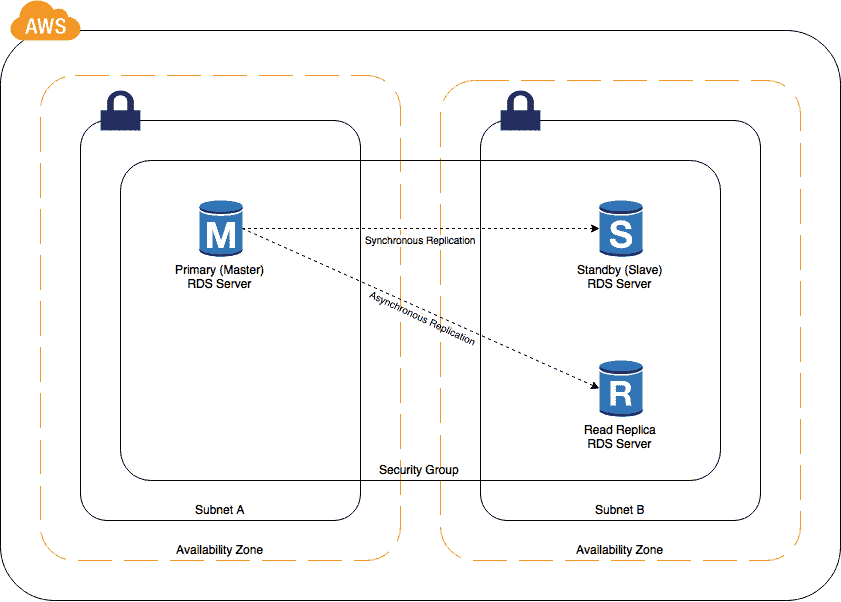 AWS
M
Primary (Master)
RDS Server
Synchronous Replication
S
Standby (Slave)
RDS Server
Asynchronous Replication
R
Read Replica
RDS Server
Security Group
Subnet A
Subnet B
Availability Zone
Availability Zone